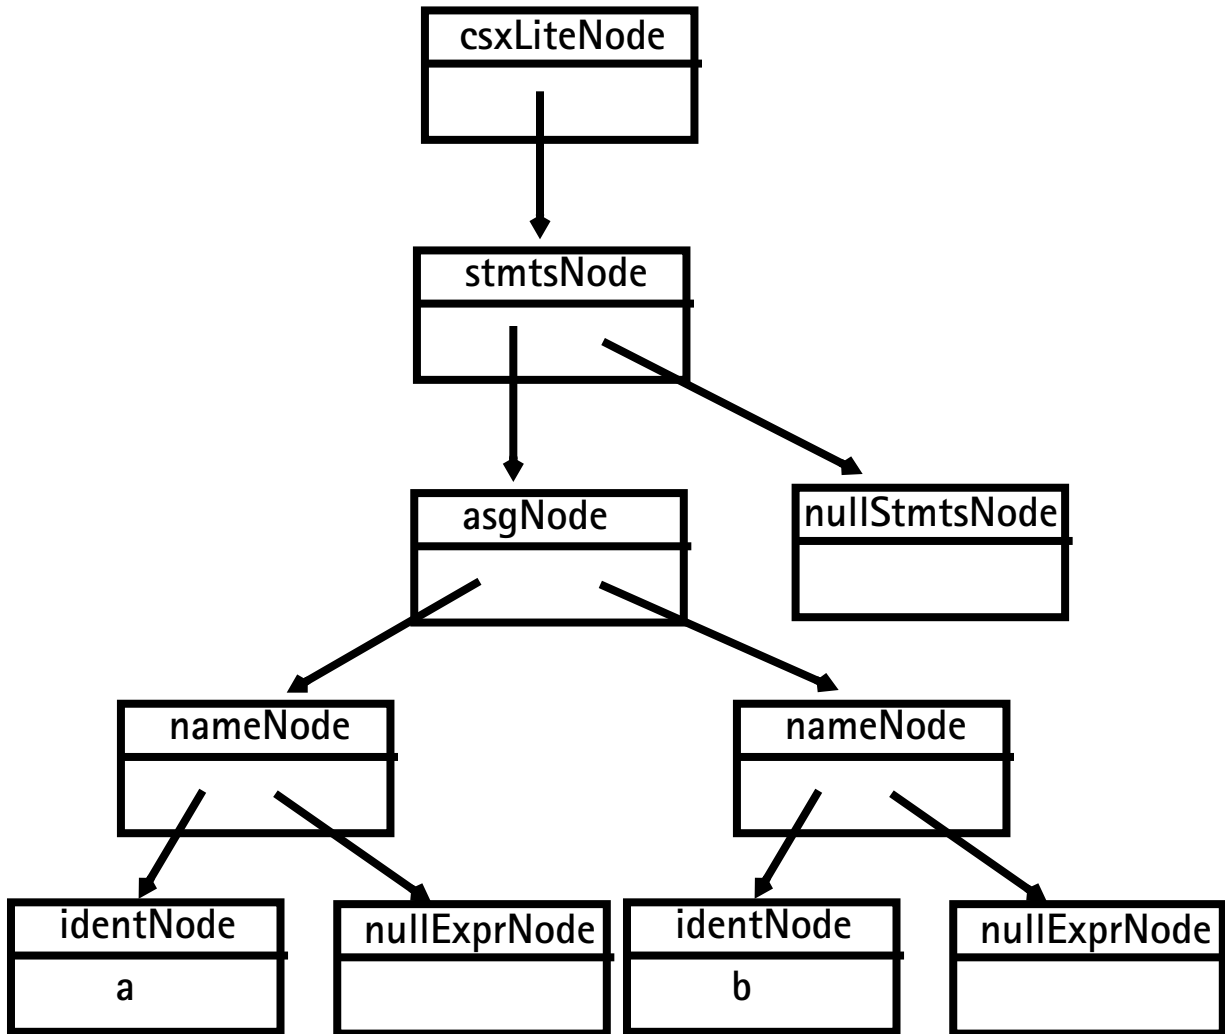 csxLiteNode
stmtsNode
asgNode
nullStmtsNode
nameNode
nameNode
identNode
nullExprNode
identNode
nullExprNode
a
b